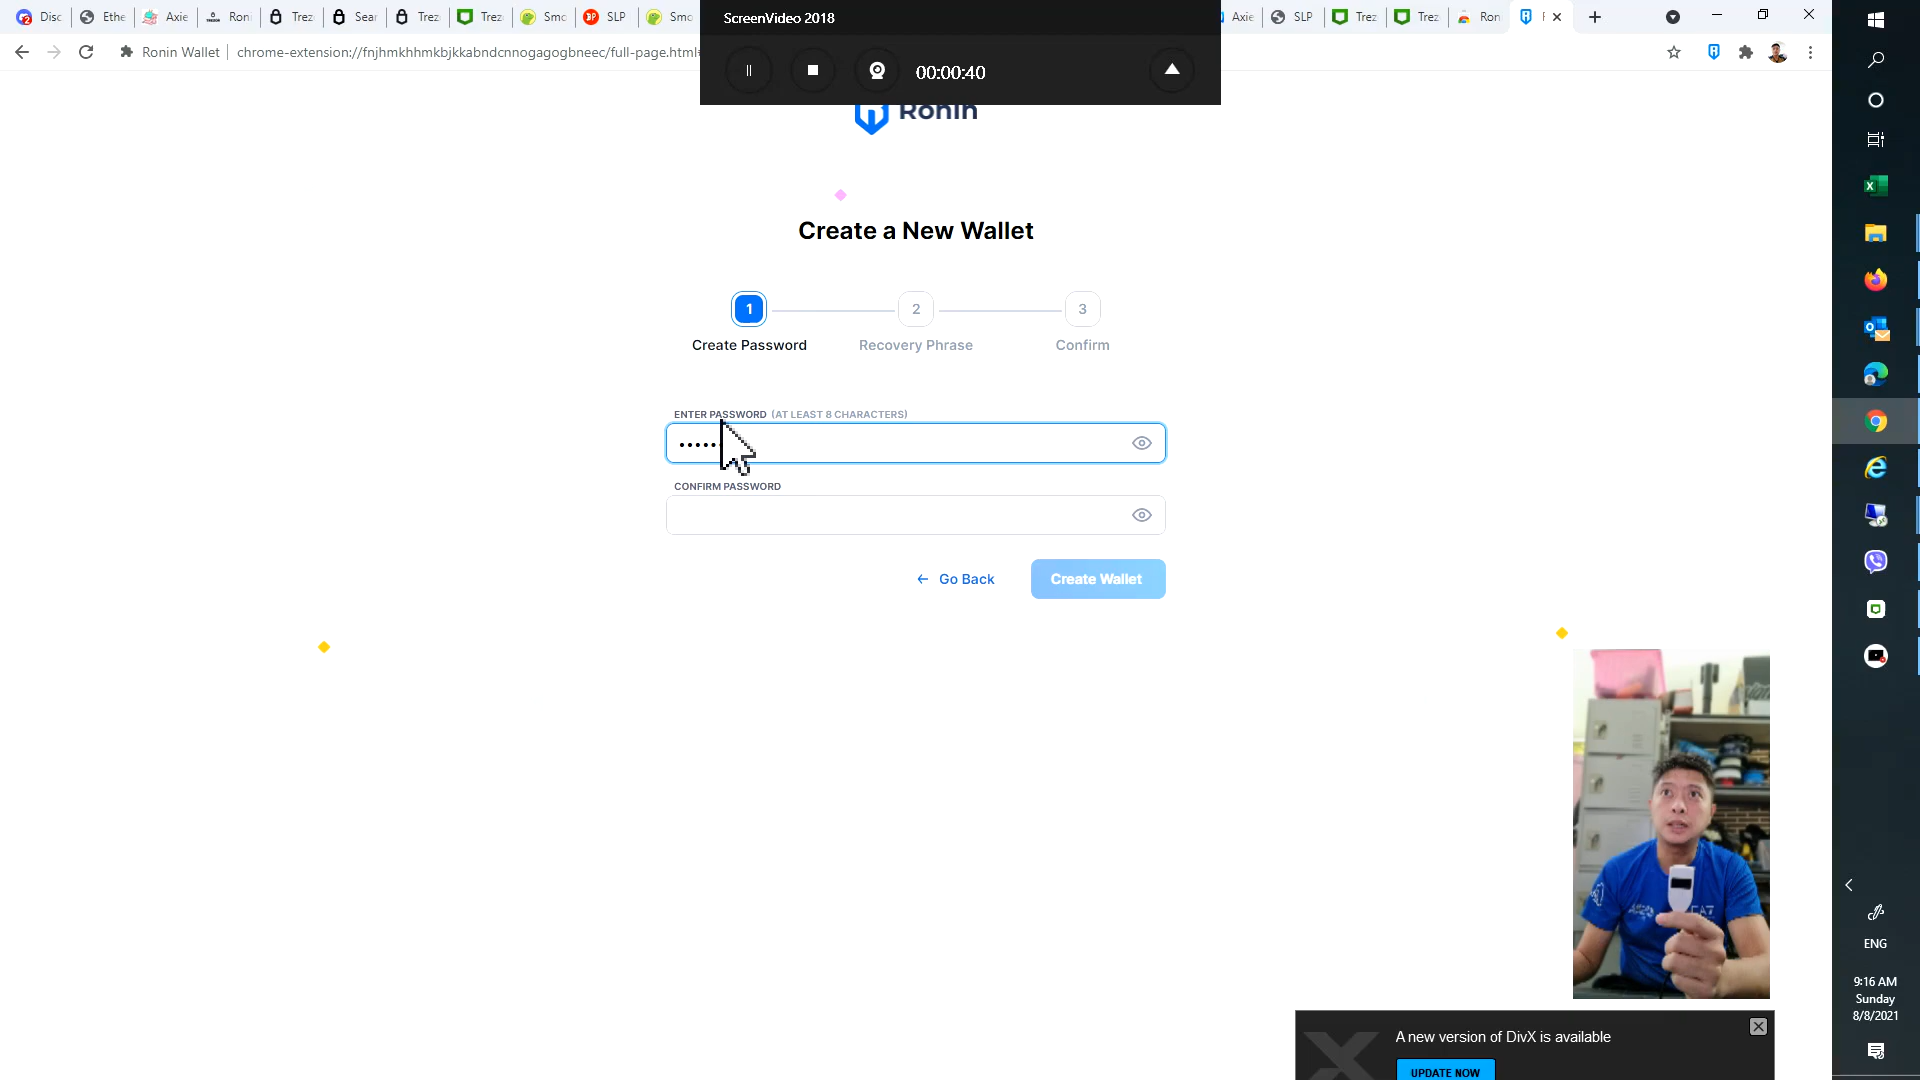 Disc
Ethe
Axie
Ron
Trez
Sear
Trez
Trez
Smo
SLP
Smo
ScreenVideo 2018
Axie
SLP
Trez
Trez
Ron
Ronin Wallet
chrome-extension://fnjhmkhhmkbjkkabndcnnogagogbneec/full-page.html
00:00:40
Ronin
Create a New Wallet
1
2
3
Create Password
Recovery Phrase
Confirm
ENTER PASSWORD (AT LEAST 8 CHARACTERS)
CONFIRM PASSWORD
← Go Back
Create Wallet
A new version of DivX is available
UPDATE NOW
ENG
9:16 AM
Sunday
8/8/2021